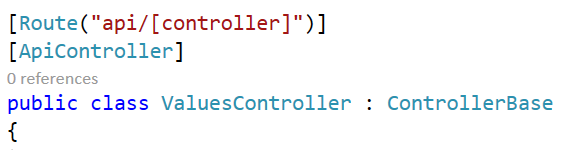 [Route("api/[controller]")]
[ApiController]
0 references
public class ValuesController : ControllerBase
{